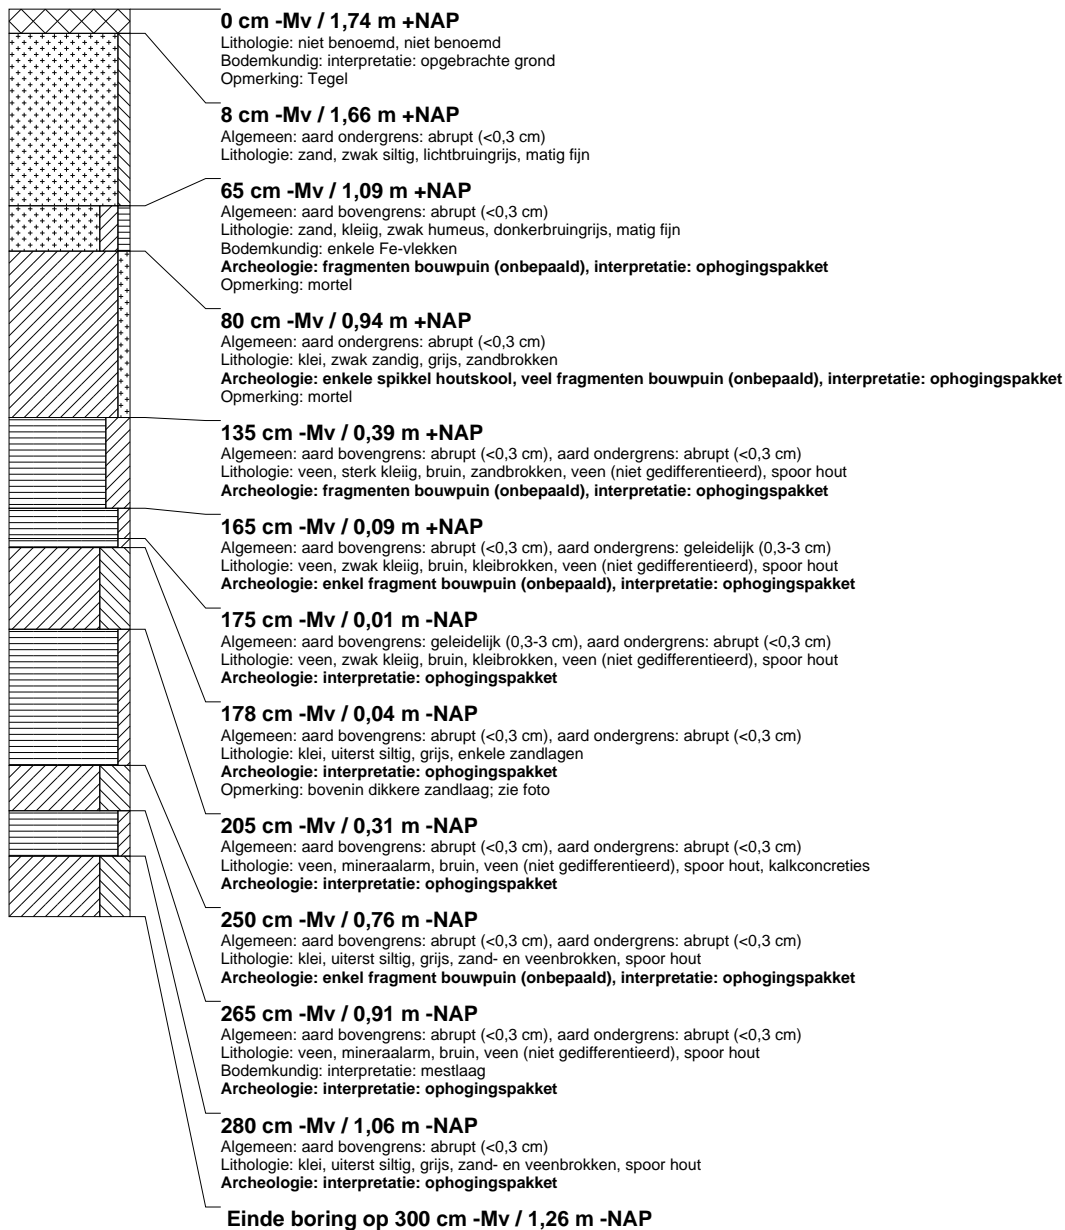 0 cm -Mv / 1,74 m +NAP
Lithologie: niet benoemd, niet benoemd
Bodemkundig: interpretatie: opgebrachte grond
Opmerking: Tegel
8 cm -Mv / 1,66 m +NAP
Algemeen: aard ondergrens: abrupt (<0,3 cm)
Lithologie: zand, zwak siltig, lichtbruingrijs, matig fijn
65 cm -Mv / 1,09 m +NAP
Algemeen: aard bovengrens: abrupt (<0,3 cm)
Lithologie: zand, kleiig, zwak humeus, donkerbruingrijs, matig fijn
Bodemkundig: enkele Fe-vlekken
Archeologie: fragmenten bouwpuin (onbepaald), interpretatie: ophogingspakket
Opmerking: mortel
80 cm -Mv / 0,94 m +NAP
Algemeen: aard ondergrens: abrupt (<0,3 cm)
Lithologie: klei, zwak zandig, grijs, zandbrokken
Archeologie: enkele spikkel houtskool, veel fragmenten bouwpuin (onbepaald), interpretatie: ophogingspakket
Opmerking: mortel
135 cm -Mv / 0,39 m +NAP
Algemeen: aard bovengrens: abrupt (<0,3 cm), aard ondergrens: abrupt (<0,3 cm)
Lithologie: veen, sterk kleiig, bruin, zandbrokken, veen (niet gedifferentieerd), spoor hout
Archeologie: fragmenten bouwpuin (onbepaald), interpretatie: ophogingspakket
165 cm -Mv / 0,09 m +NAP
Algemeen: aard bovengrens: abrupt (<0,3 cm), aard ondergrens: geleidelijk (0,3-3 cm)
Lithologie: veen, zwak kleiig, bruin, kleibrokken, veen (niet gedifferentieerd), spoor hout
Archeologie: enkel fragment bouwpuin (onbepaald), interpretatie: ophogingspakket
175 cm -Mv / 0,01 m -NAP
Algemeen: aard bovengrens: geleidelijk (0,3-3 cm), aard ondergrens: abrupt (<0,3 cm)
Lithologie: veen, zwak kleiig, bruin, kleibrokken, veen (niet gedifferentieerd), spoor hout
Archeologie: interpretatie: ophogingspakket
178 cm -Mv / 0,04 m -NAP
Algemeen: aard bovengrens: abrupt (<0,3 cm), aard ondergrens: abrupt (<0,3 cm)
Lithologie: klei, uiterst siltig, grijs, enkele zandlagen
Archeologie: interpretatie: ophogingspakket
Opmerking: bovenin dikkere zandlaag; zie foto
205 cm -Mv / 0,31 m -NAP
Algemeen: aard bovengrens: abrupt (<0,3 cm), aard ondergrens: abrupt (<0,3 cm)
Lithologie: veen, mineraalarm, bruin, veen (niet gedifferentieerd), spoor hout, kalkconcreties
Archeologie: interpretatie: ophogingspakket
250 cm -Mv / 0,76 m -NAP
Algemeen: aard bovengrens: abrupt (<0,3 cm), aard ondergrens: abrupt (<0,3 cm)
Lithologie: klei, uiterst siltig, grijs, zand- en veenbrokken, spoor hout
Archeologie: enkel fragment bouwpuin (onbepaald), interpretatie: ophogingspakket
265 cm -Mv / 0,91 m -NAP
Algemeen: aard bovengrens: abrupt (<0,3 cm), aard ondergrens: abrupt (<0,3 cm)
Lithologie: veen, mineraalarm, bruin, veen (niet gedifferentieerd), spoor hout
Bodemkundig: interpretatie: mestlaag
Archeologie: interpretatie: ophogingspakket
280 cm -Mv / 1,06 m -NAP
Algemeen: aard bovengrens: abrupt (<0,3 cm)
Lithologie: klei, uiterst siltig, grijs, zand- en veenbrokken, spoor hout
Archeologie: interpretatie: ophogingspakket
Einde boring op 300 cm -Mv / 1,26 m -NAP